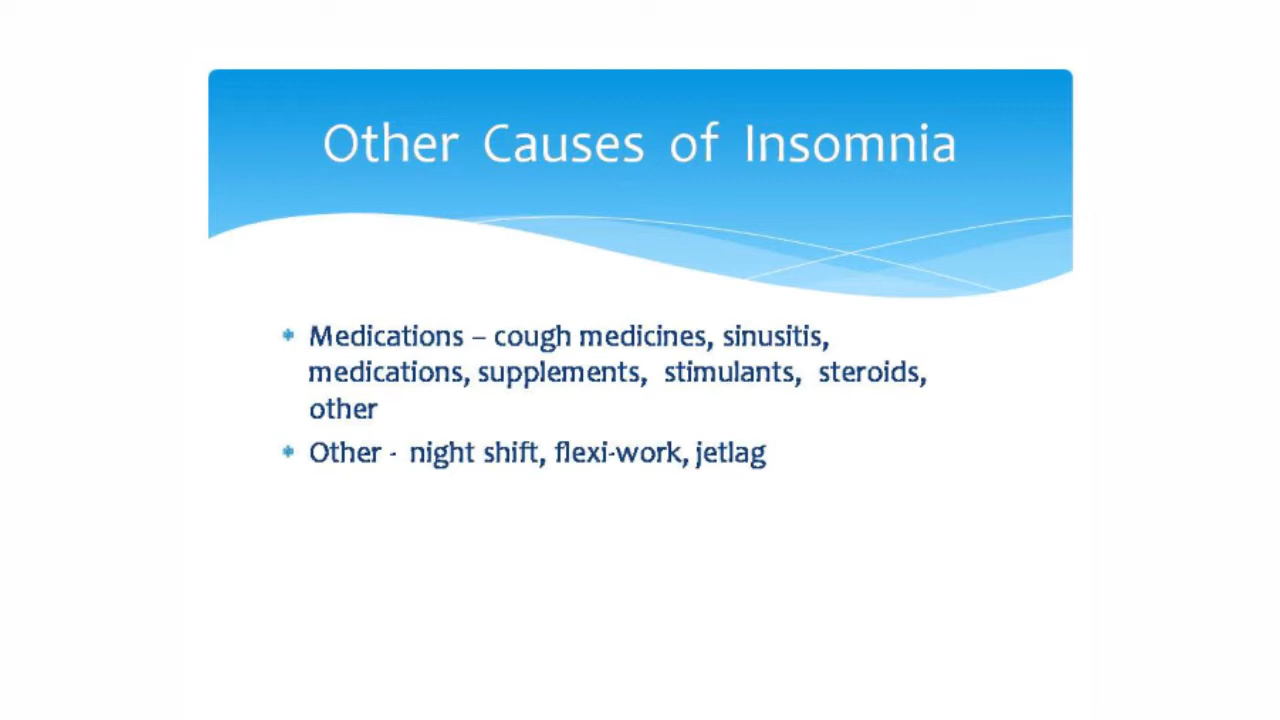 Other Causes of Insomnia
Medications – cough medicines, sinusitis,
medications, supplements, stimulants, steroids,
other
Other - night shift, flexi-work, jetlag